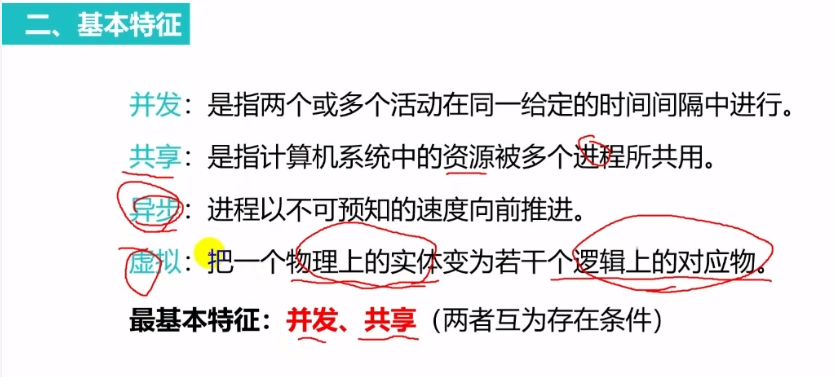 二、基本特征
并发：是指两个或多个活动在同一给定的时间间隔中进行。
共享：是指计算机系统中的资源被多个进程所共用。
异步：进程以不可预知的速度向前推进。
虚拟：把一个物理上的实体变为若干个逻辑上的对应物。
最基本特征：并发、共享（两者互为存在条件）